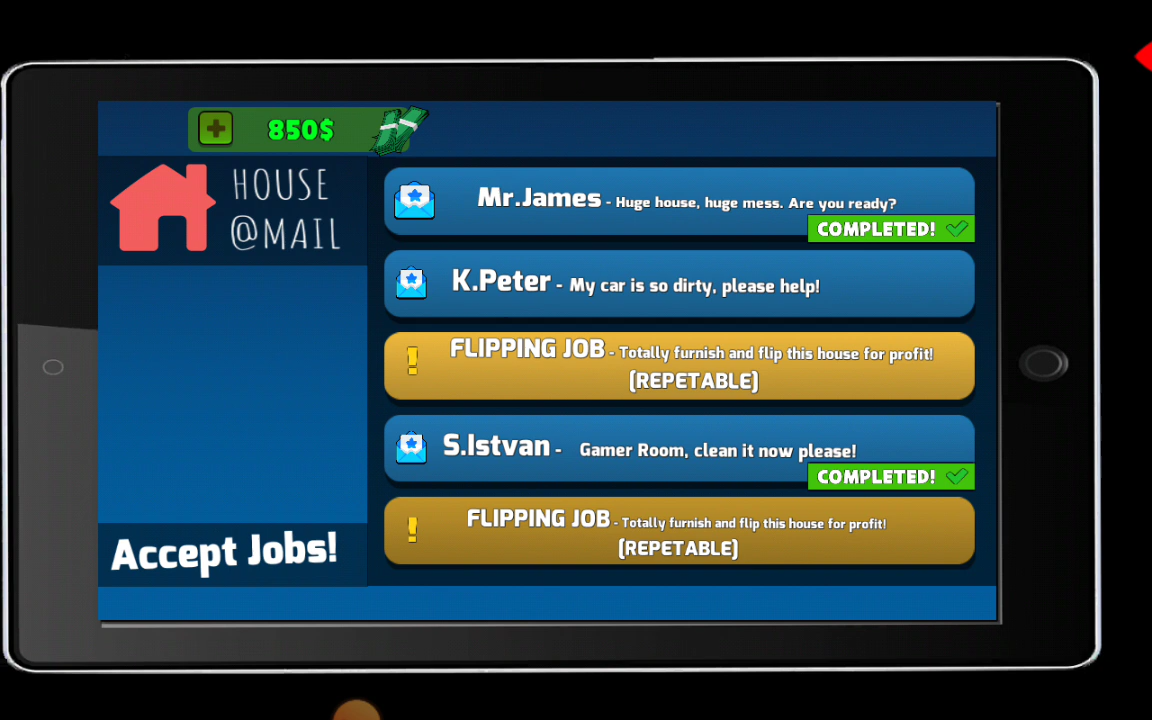 850$
HOUSE
@MAIL
Mr.James - Huge house, huge mess. Are you ready?
COMPLETED!
K.Peter - My car is so dirty, please help!
FLIPPING JOB - Totally furnish and flip this house for profit!
(REPETABLE)
S.Istvan - Gamer Room, clean it now please!
COMPLETED!
FLIPPING JOB - Totally furnish and flip this house for profit!
(REPETABLE)
Accept Jobs!